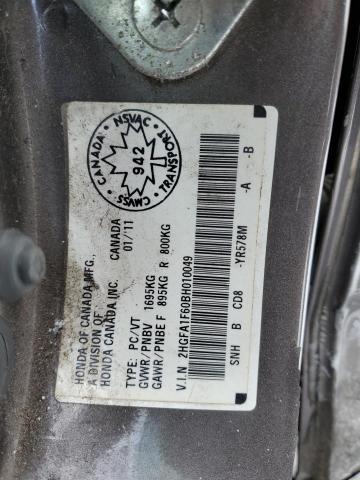 HONDA OF CANADA MFG.,
A DIVISION OF
HONDA CANADA INC. CANADA
01/'11
TYPE: PC/VT
GVWR/PNBV 1695KG
GAWR/PNBE F 895KG R 800KG
V.I.N 2HGFA1F60BH010049
SNH B CD8 -YR578M -A -B
CANADA · NSVAC · TRANSPORT · CMVSS
942